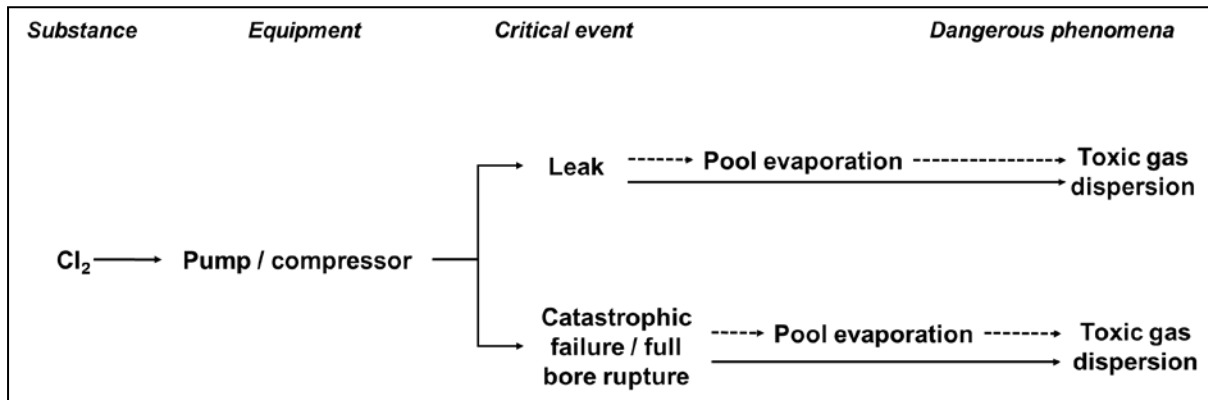 Substance Equipment Critical event Dangerous phenomena
Leak Pool evaporation Toxic gas
dispersion
Cl₂ Pump / compressor
Catastrophic
failure / full
bore rupture
Pool evaporation Toxic gas
dispersion